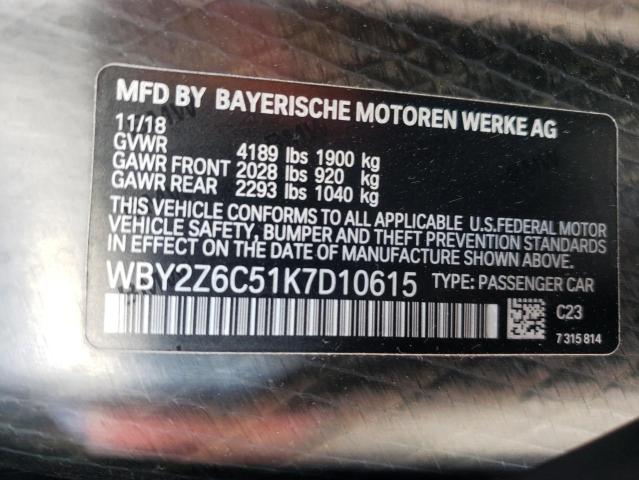 MFD BY BAYERISCHE MOTOREN WERKE AG
11/18
GVWR 4189 lbs 1900 kg
GAWR FRONT 2028 lbs 920 kg
GAWR REAR 2293 lbs 1040 kg
THIS VEHICLE CONFORMS TO ALL APPLICABLE U.S.FEDERAL MOTOR
VEHICLE SAFETY, BUMPER, AND THEFT PREVENTION STANDARDS
IN EFFECT ON THE DATE OF MANUFACTURE SHOWN ABOVE.
WBY2Z6C51K7D10615 TYPE: PASSENGER CAR
C23
7 315 814